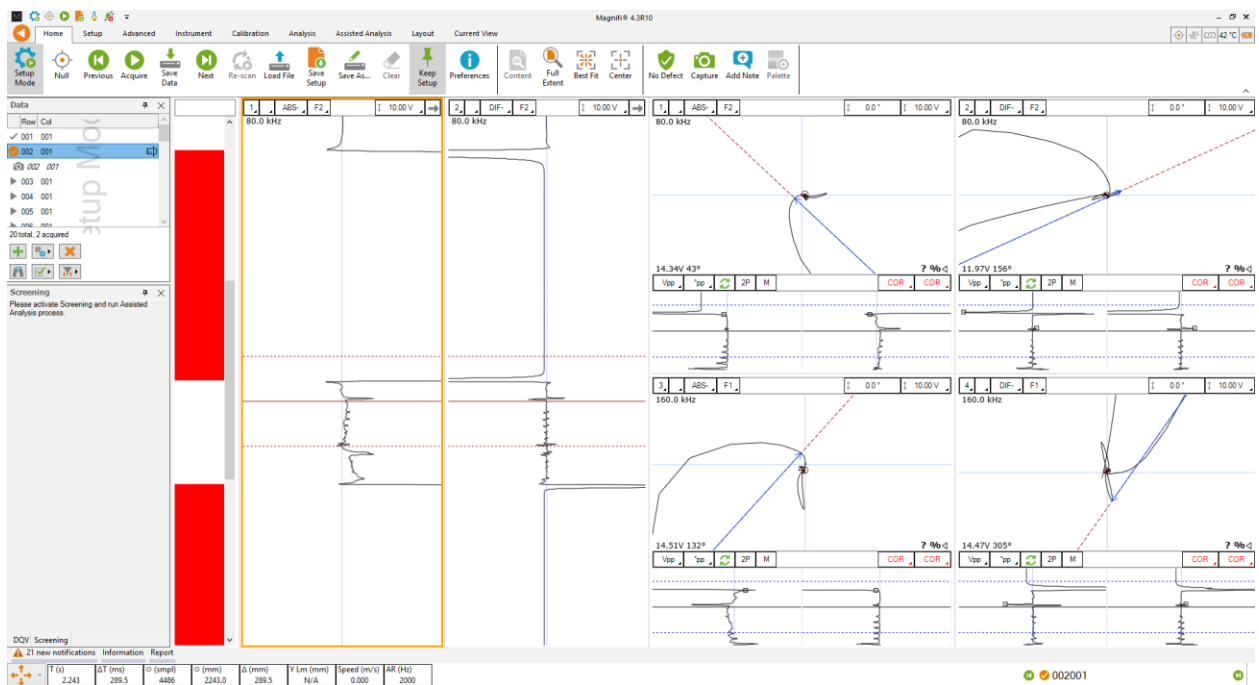 Magnifi® 4.3R10
Home Setup Advanced Instrument Calibration Analysis Assisted Analysis Layout Current View
42 °C
Setup Mode
Null
Previous
Acquire
Save Data
Next
Re-scan
Load File
Save Setup
Save As...
Clear
Keep Setup
Preferences
Content
Full Extent
Best Fit
Center
No Defect
Capture
Add Note
Palette
Data
Row Col
001 001
002 001
002 001
003 001
004 001
005 001
006 001
etup Mo
20 total, 2 acquired
Screening
Please activate Screening and run Assisted
Analysis process.
DQV Screening
1 ABS- F2 10.00 V
80.0 kHz
2 DIF- F2 10.00 V
80.0 kHz
1 ABS- F2 0.0 ° 10.00 V
80.0 kHz
14.34V 43° ? %
Vpp °pp 2P M COR COR
2 DIF- F2 0.0 ° 10.00 V
80.0 kHz
11.97V 156° ? %
Vpp °pp 2P M COR COR
3 ABS- F1 0.0 ° 10.00 V
160.0 kHz
14.51V 132° ? %
Vpp °pp 2P M COR COR
4 DIF- F1 0.0 ° 10.00 V
160.0 kHz
14.47V 305° ? %
Vpp °pp 2P M COR COR
21 new notifications Information Report
T (s) ΔT (ms) ⊙ (smpl) ⊙ (mm) Δ (mm) Y Lm (mm) Speed (m/s) AR (Hz)
2.243 289.5 4486 2243.0 289.5 N/A 0.000 2000
002001